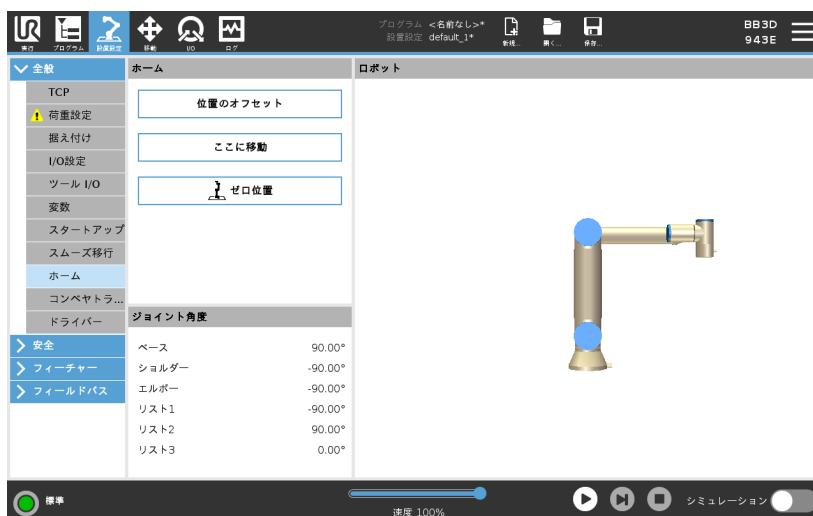 UR
実行
プログラム
設置設定
移動
I/O
ログ
プログラム <名前なし>*
設置設定 default_1*
新規...
開く...
保存...
BB3D
943E
全般
TCP
荷重設定
据え付け
I/O設定
ツール I/O
変数
スタートアップ
スムーズ移行
ホーム
コンベヤトラ...
ドライバー
安全
フィーチャー
フィールドバス
ホーム
位置のオフセット
ここに移動
ゼロ位置
ジョイント角度
ベース 90.00°
ショルダー -90.00°
エルボー -90.00°
リスト1 -90.00°
リスト2 90.00°
リスト3 0.00°
ロボット
標準
速度 100%
シミュレーション